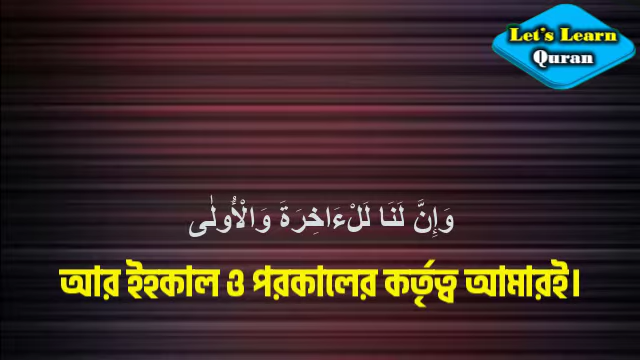 Let's Learn
Quran
وَإِنَّ لَنَا لَلْءَاخِرَةَ وَالْأُولٰى
আর ইহকাল ও পরকালের কর্তৃত্ব আমারই।